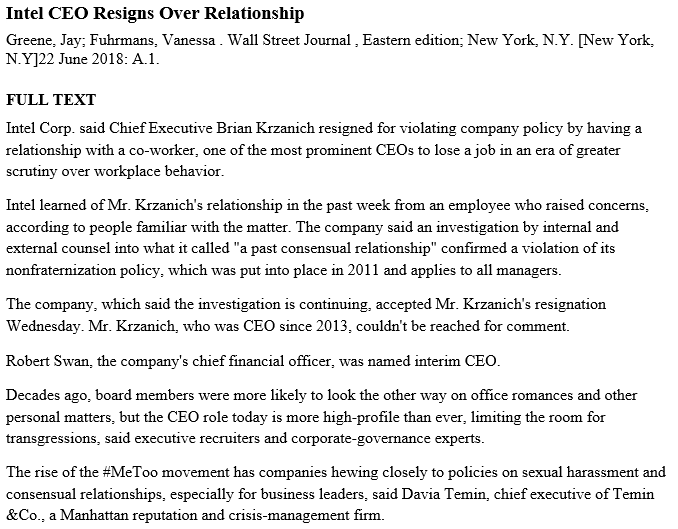 Intel CEO Resigns Over Relationship
Greene, Jay; Fuhrmans, Vanessa . Wall Street Journal , Eastern edition; New York, N.Y. [New York,
N.Y]22 June 2018: A.1.
FULL TEXT
Intel Corp. said Chief Executive Brian Krzanich resigned for violating company policy by having a
relationship with a co-worker, one of the most prominent CEOs to lose a job in an era of greater
scrutiny over workplace behavior.
Intel learned of Mr. Krzanich's relationship in the past week from an employee who raised concerns,
according to people familiar with the matter. The company said an investigation by internal and
external counsel into what it called "a past consensual relationship" confirmed a violation of its
nonfraternization policy, which was put into place in 2011 and applies to all managers.
The company, which said the investigation is continuing, accepted Mr. Krzanich's resignation
Wednesday. Mr. Krzanich, who was CEO since 2013, couldn't be reached for comment.
Robert Swan, the company's chief financial officer, was named interim CEO.
Decades ago, board members were more likely to look the other way on office romances and other
personal matters, but the CEO role today is more high-profile than ever, limiting the room for
transgressions, said executive recruiters and corporate-governance experts.
The rise of the #MeToo movement has companies hewing closely to policies on sexual harassment and
consensual relationships, especially for business leaders, said Davia Temin, chief executive of Temin
&Co., a Manhattan reputation and crisis-management firm.